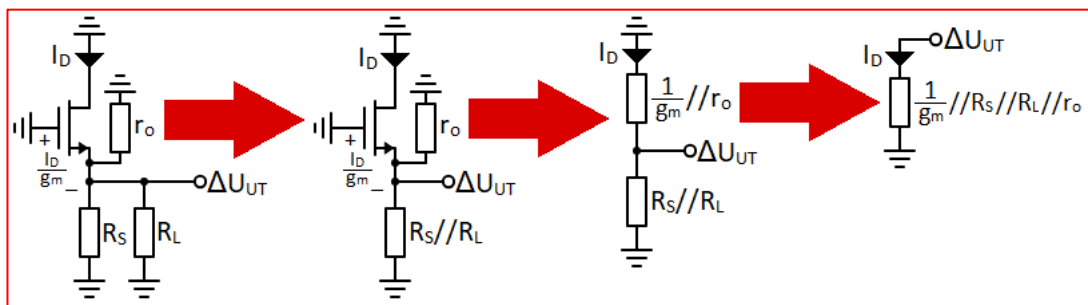 I_D
r_o
+
I_D/g_m
−
ΔU_UT
R_S
R_L
I_D
r_o
+
I_D/g_m
−
ΔU_UT
R_S//R_L
I_D
1/g_m//r_o
ΔU_UT
R_S//R_L
ΔU_UT
I_D
1/g_m//R_S//R_L//r_o